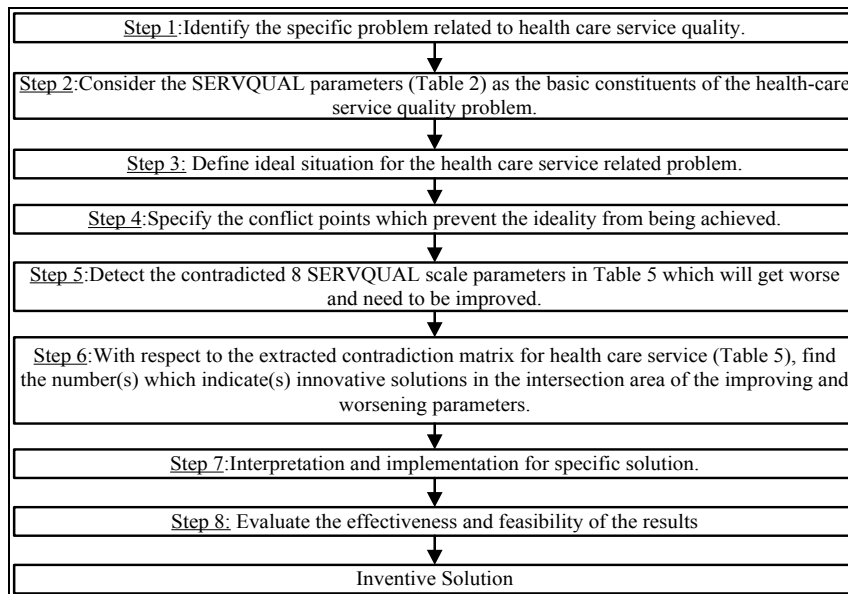 Step 1:Identify the specific problem related to health care service quality.
Step 2:Consider the SERVQUAL parameters (Table 2) as the basic constituents of the health-care
service quality problem.
Step 3: Define ideal situation for the health care service related problem.
Step 4:Specify the conflict points which prevent the ideality from being achieved.
Step 5:Detect the contradicted 8 SERVQUAL scale parameters in Table 5 which will get worse
and need to be improved.
Step 6:With respect to the extracted contradiction matrix for health care service (Table 5), find
the number(s) which indicate(s) innovative solutions in the intersection area of the improving and
worsening parameters.
Step 7:Interpretation and implementation for specific solution.
Step 8: Evaluate the effectiveness and feasibility of the results
Inventive Solution